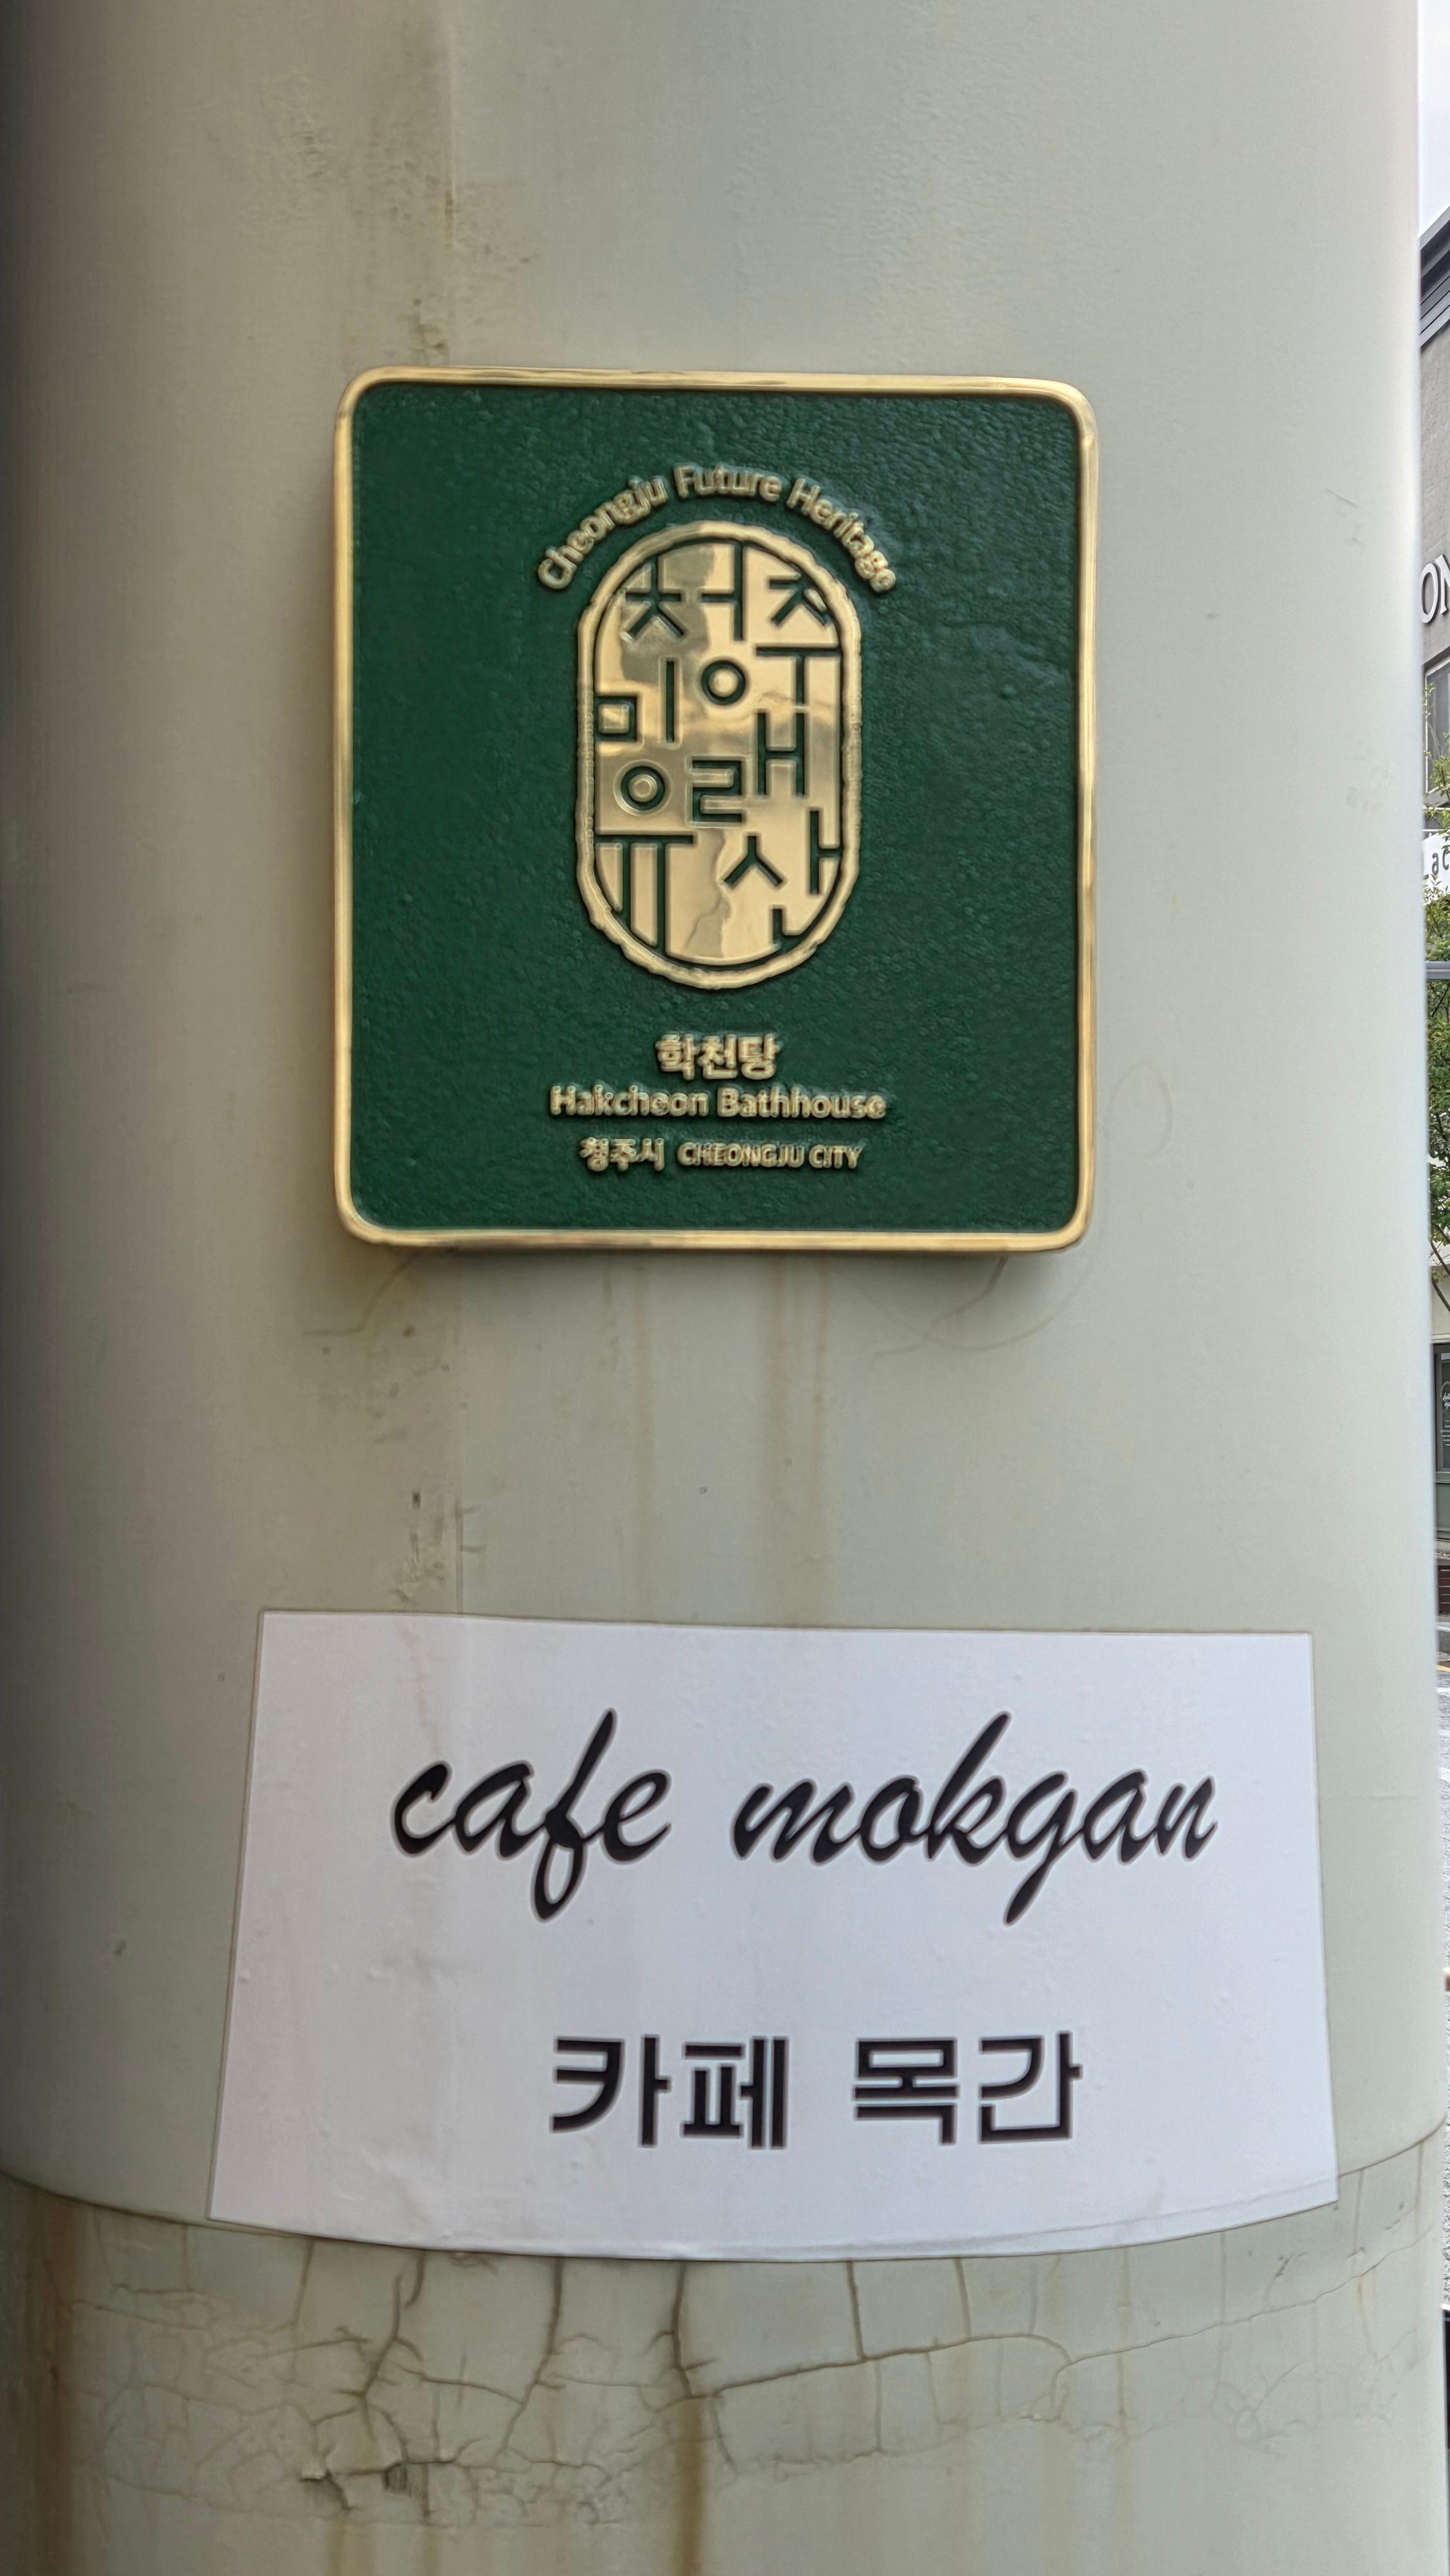 Cheongju Future Heritage
청주
미래
유산
학천탕
Hakcheon Bathhouse
청주시 CHEONGJU CITY
cafe mokgan
카페 목간